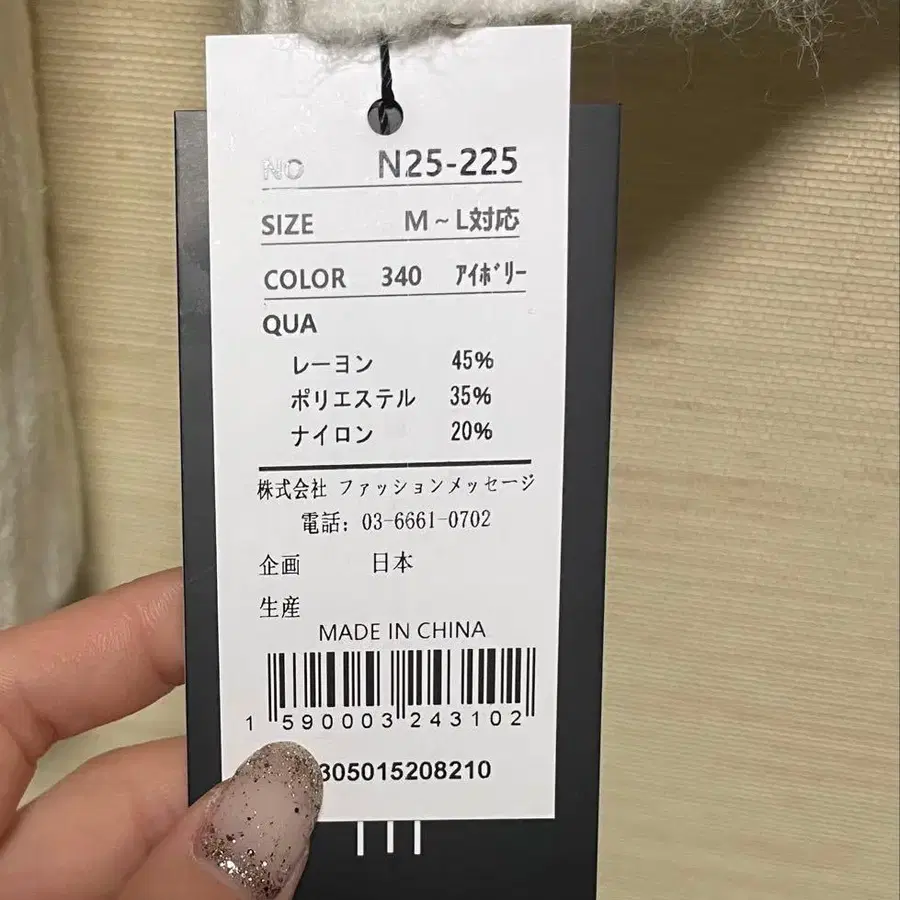 NO N25-225
SIZE M~L対応
COLOR 340 ｱｲﾎﾞﾘｰ
QUA
レーヨン 45%
ポリエステル 35%
ナイロン 20%
株式会社 ファッションメッセージ
電話: 03-6661-0702
企画 日本
生産
MADE IN CHINA
1 590003 243102
305015208210